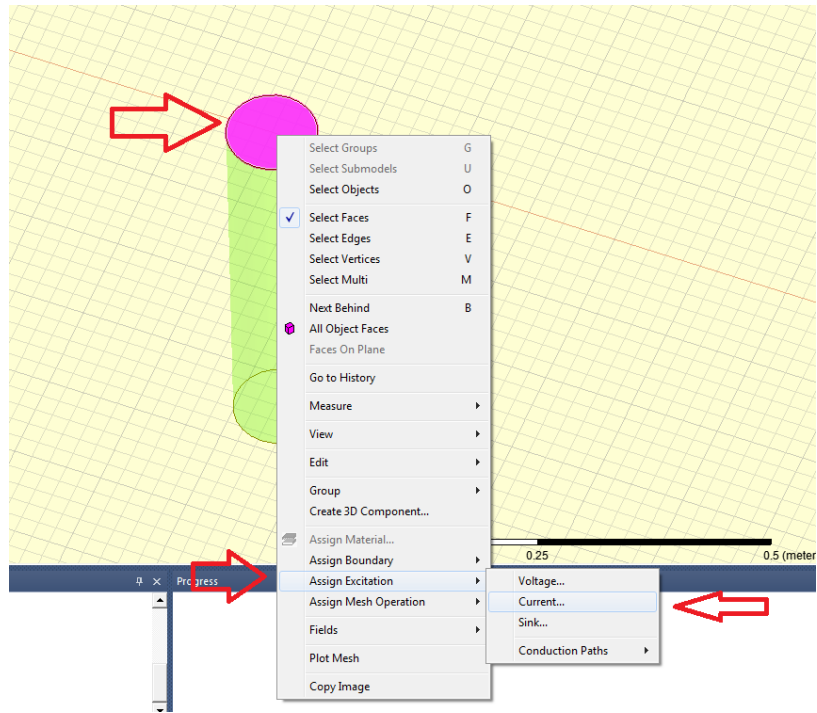 Select Groups G
Select Submodels U
Select Objects O
Select Faces F
Select Edges E
Select Vertices V
Select Multi M
Next Behind B
All Object Faces
Faces On Plane
Go to History
Measure
View
Edit
Group
Create 3D Component...
Assign Material...
0.25 0.5 (meter
Assign Boundary
Progress
Assign Excitation
Voltage...
Assign Mesh Operation
Current...
Sink...
Fields
Conduction Paths
Plot Mesh
Copy Image